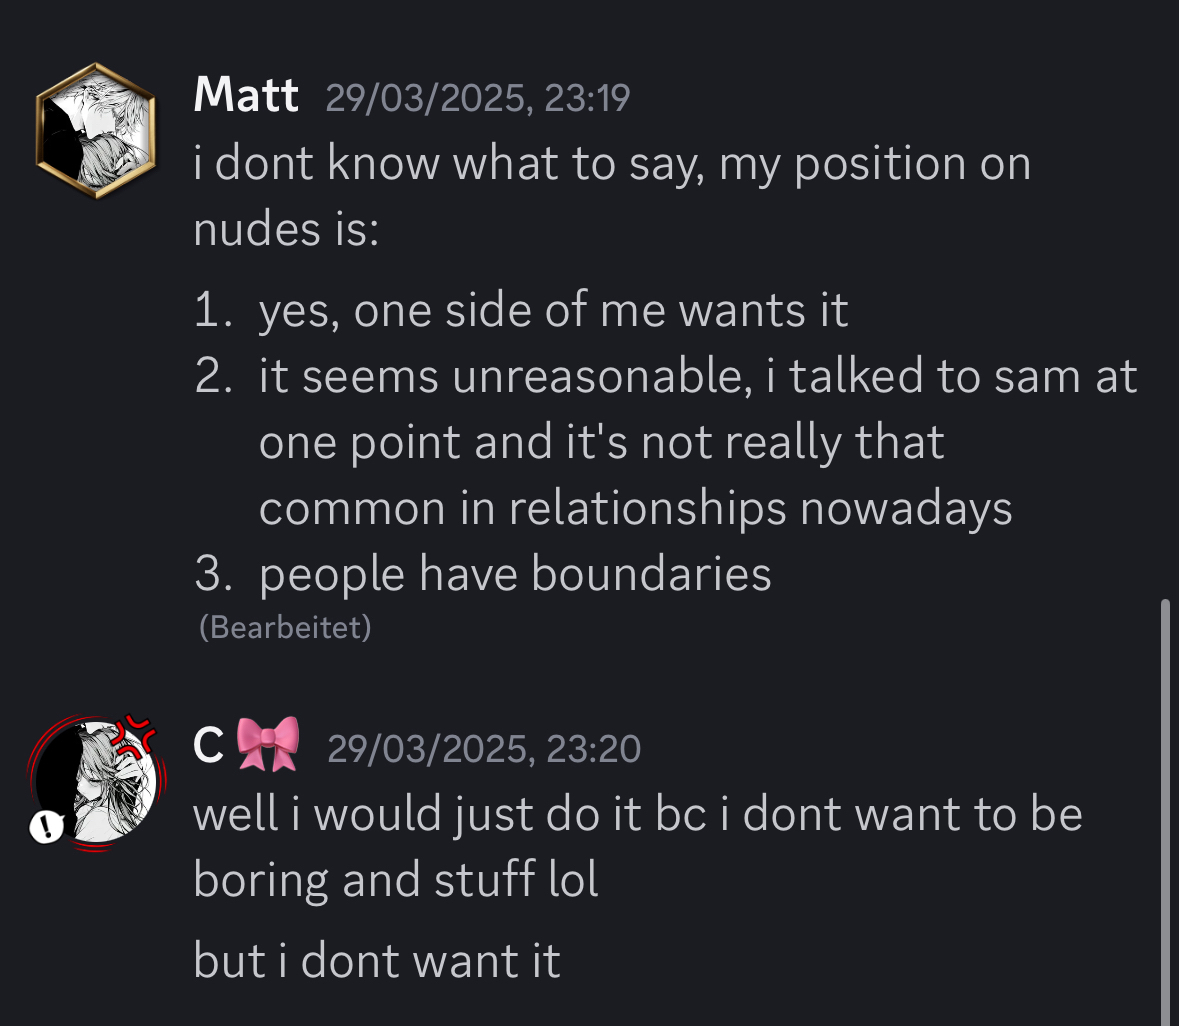 Matt 29/03/2025, 23:19
i dont know what to say, my position on
nudes is:
1. yes, one side of me wants it
2. it seems unreasonable, i talked to sam at
one point and it's not really that
common in relationships nowadays
3. people have boundaries
(Bearbeitet)
C 🎀 29/03/2025, 23:20
well i would just do it bc i dont want to be
boring and stuff lol
but i dont want it